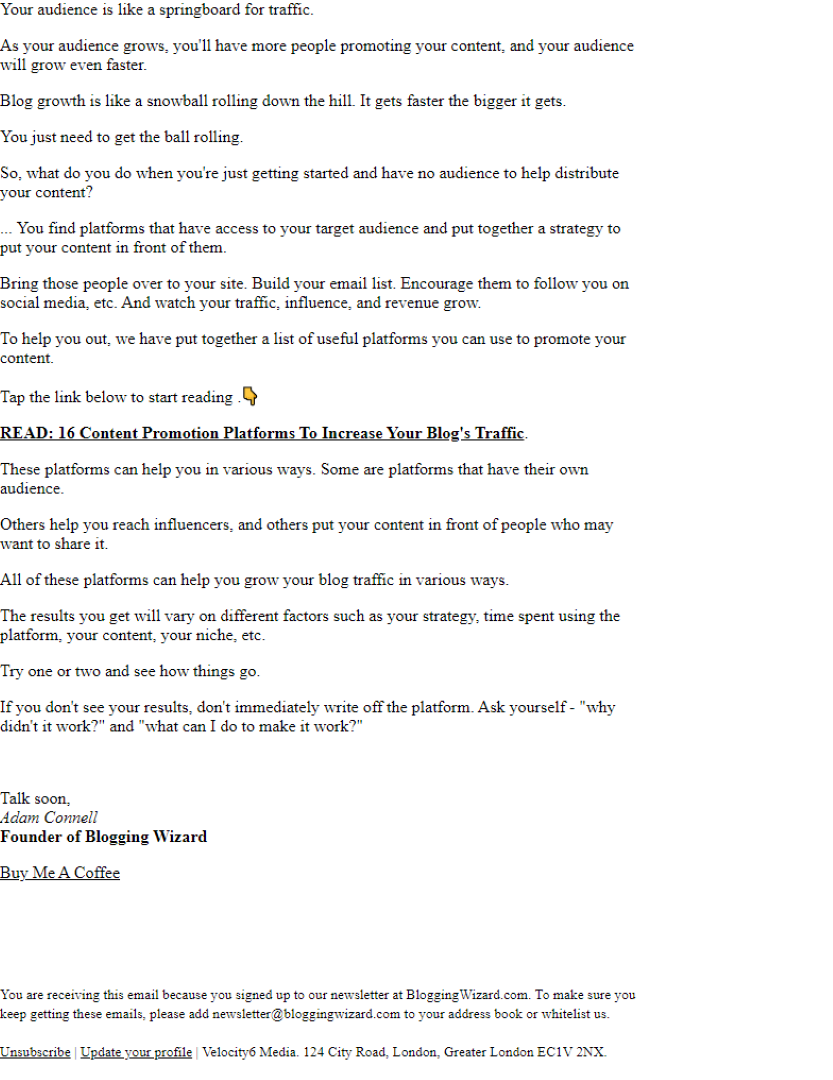 Your audience is like a springboard for traffic.
As your audience grows, you'll have more people promoting your content, and your audience
will grow even faster.
Blog growth is like a snowball rolling down the hill. It gets faster the bigger it gets.
You just need to get the ball rolling.
So, what do you do when you're just getting started and have no audience to help distribute
your content?
... You find platforms that have access to your target audience and put together a strategy to
put your content in front of them.
Bring those people over to your site. Build your email list. Encourage them to follow you on
social media, etc. And watch your traffic, influence, and revenue grow.
To help you out, we have put together a list of useful platforms you can use to promote your
content.
Tap the link below to start reading .👇
READ: 16 Content Promotion Platforms To Increase Your Blog's Traffic.
These platforms can help you in various ways. Some are platforms that have their own
audience.
Others help you reach influencers, and others put your content in front of people who may
want to share it.
All of these platforms can help you grow your blog traffic in various ways.
The results you get will vary on different factors such as your strategy, time spent using the
platform, your content, your niche, etc.
Try one or two and see how things go.
If you don't see your results, don't immediately write off the platform. Ask yourself - "why
didn't it work?" and "what can I do to make it work?"
Talk soon,
Adam Connell
Founder of Blogging Wizard
Buy Me A Coffee
You are receiving this email because you signed up to our newsletter at BloggingWizard.com. To make sure you
keep getting these emails, please add newsletter@bloggingwizard.com to your address book or whitelist us.
Unsubscribe | Update your profile | Velocity6 Media. 124 City Road, London, Greater London EC1V 2NX.